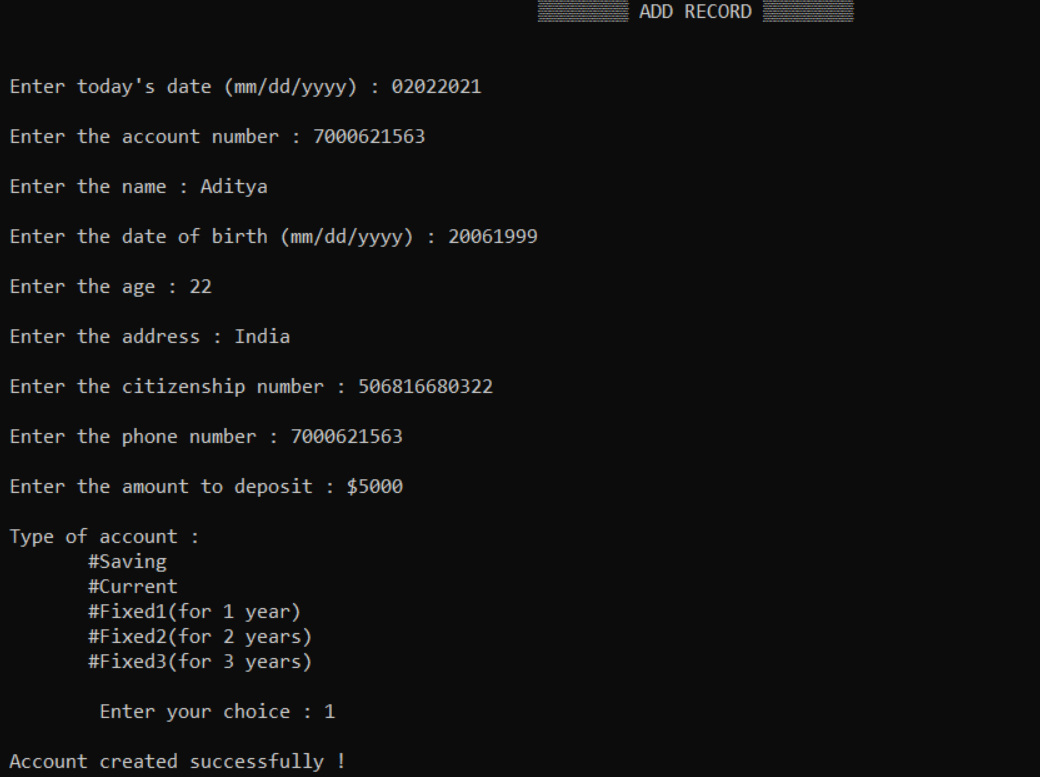 ADD RECORD
Enter today's date (mm/dd/yyyy) : 02022021
Enter the account number : 7000621563
Enter the name : Aditya
Enter the date of birth (mm/dd/yyyy) : 20061999
Enter the age : 22
Enter the address : India
Enter the citizenship number : 506816680322
Enter the phone number : 7000621563
Enter the amount to deposit : $5000
Type of account :
#Saving
#Current
#Fixed1(for 1 year)
#Fixed2(for 2 years)
#Fixed3(for 3 years)
Enter your choice : 1
Account created successfully !